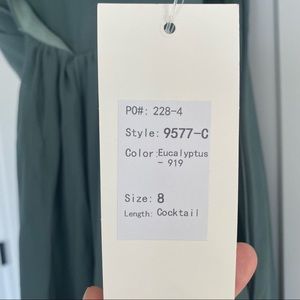 PO#: 228-4
Style: 9577-C
Color: Eucalyptus
- 919
Size: 8
Length: Cocktail